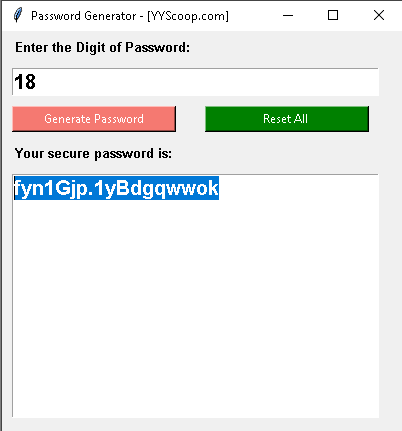 Password Generator - [YYScoop.com]
Enter the Digit of Password:
18
Generate Password
Reset All
Your secure password is:
fyn1Gjp.1yBdgqwwok